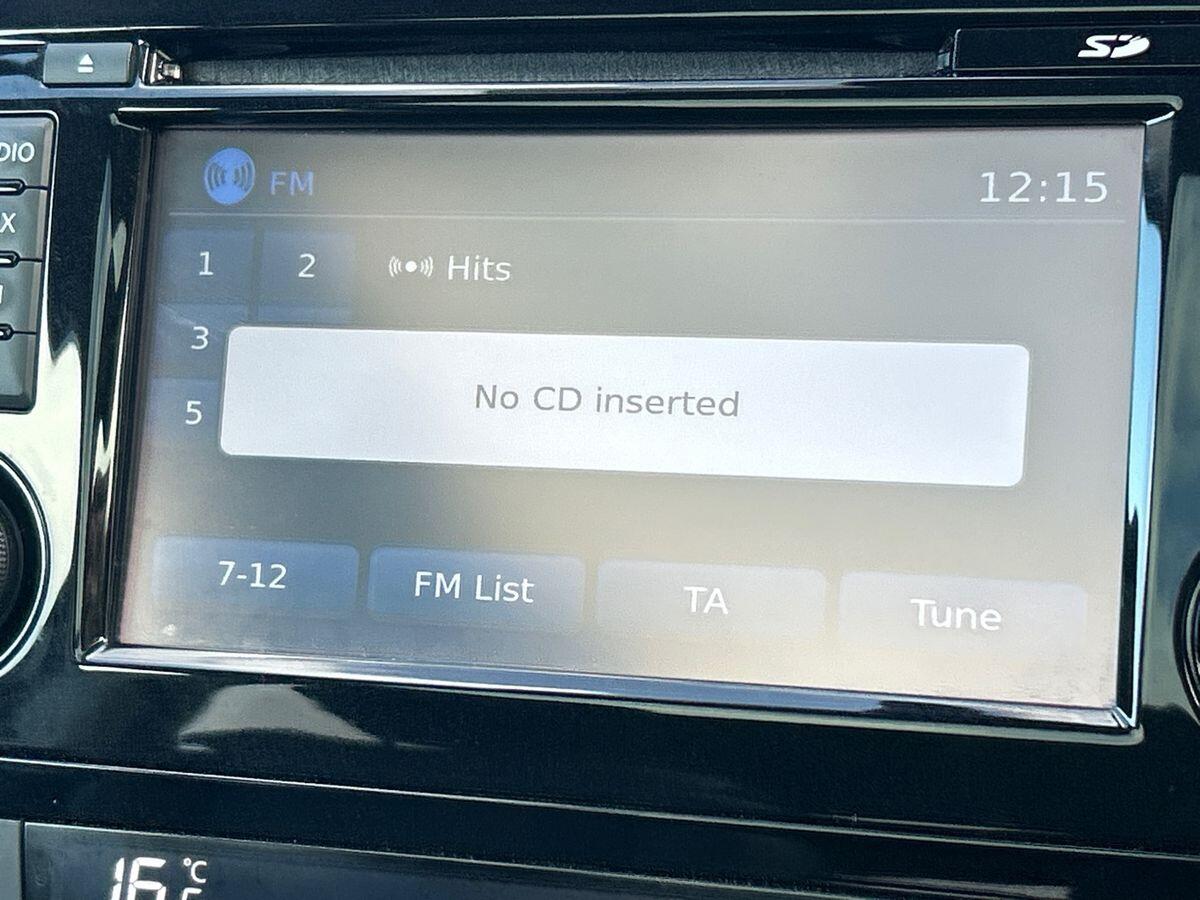 SD
DIO
FM
12:15
X
1
2
Hits
3
No CD inserted
5
7-12
FM List
TA
Tune
16 °C